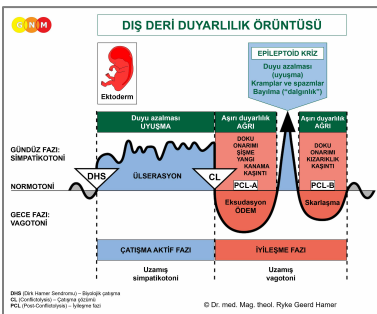 GNM
DIŞ DERİ DUYARLILIK ÖRÜNTÜSÜ
EPİLEPTOİD KRİZ
Duyu azalması
(uyuşma)
Kramplar ve spazmlar
Bayılma ("dalgınlık")
Ektoderm
Duyu azalması
UYUŞMA
Aşırı duyarlılık
AĞRI
Aşırı duyarlılık
AĞRI
GÜNDÜZ FAZI:
SİMPATİKOTONİ
DOKU
ONARIMI
ŞİŞME
YANGI
KANAMA
KAŞINTI
DOKU
ONARIMI
KIZARIKLIK
KAŞINTI
DHS
ÜLSERASYON
CL
PCL-A
PCL-B
NORMOTONİ
Eksudasyon
ÖDEM
Skarlaşma
GECE FAZI:
VAGOTONİ
ÇATIŞMA AKTİF FAZI
İYİLEŞME FAZI
Uzamış
simpatikotoni
Uzamış
vagotoni
DHS (Dirk Hamer Sendromu) – Biyolojik çatışma
CL (Conflictolysis) – Çatışma çözümü
PCL (Post-Conflictolysis) – İyileşme fazı
© Dr. med. Mag. theol. Ryke Geerd Hamer